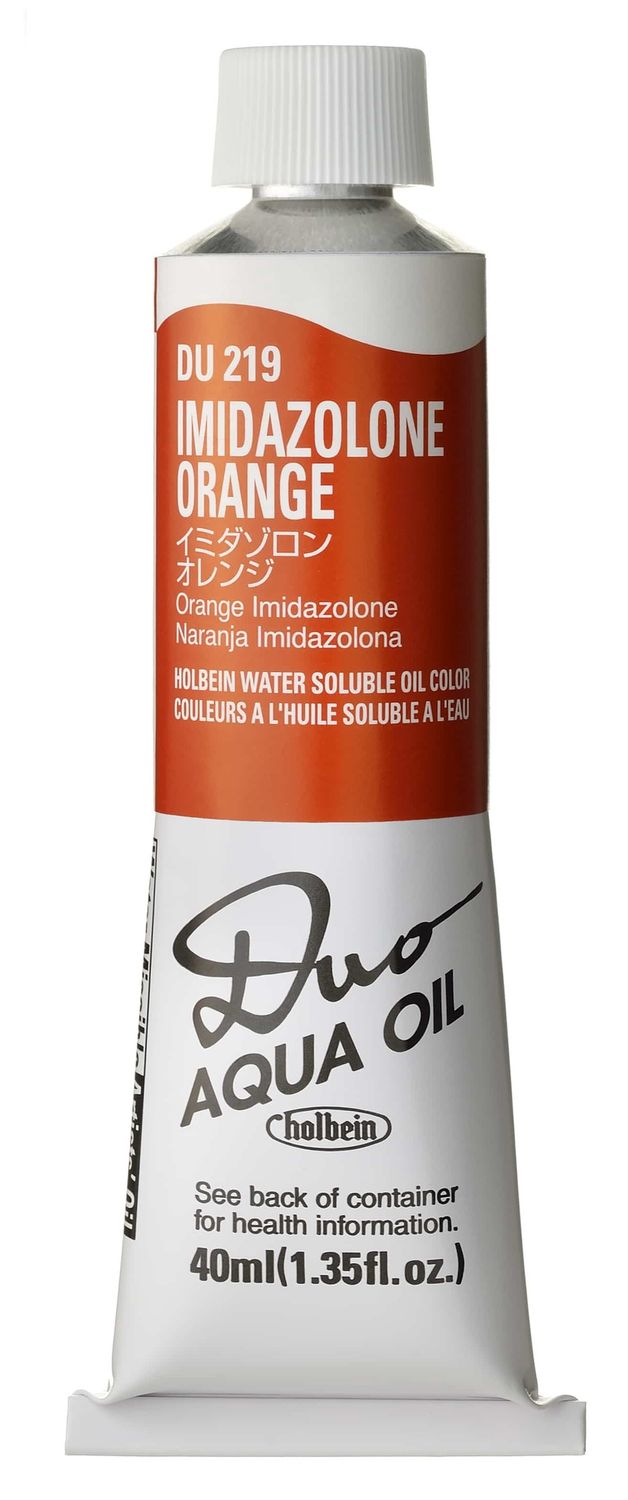 DU 219
IMIDAZOLONE
ORANGE
イミダゾロン
オレンジ
Orange Imidazolone
Naranja Imidazolona
HOLBEIN WATER SOLUBLE OIL COLOR
COULEURS A L'HUILE SOLUBLE A L'EAU
Duo
AQUA OIL
holbein
See back of container
for health information.
40ml(1.35fl.oz.)